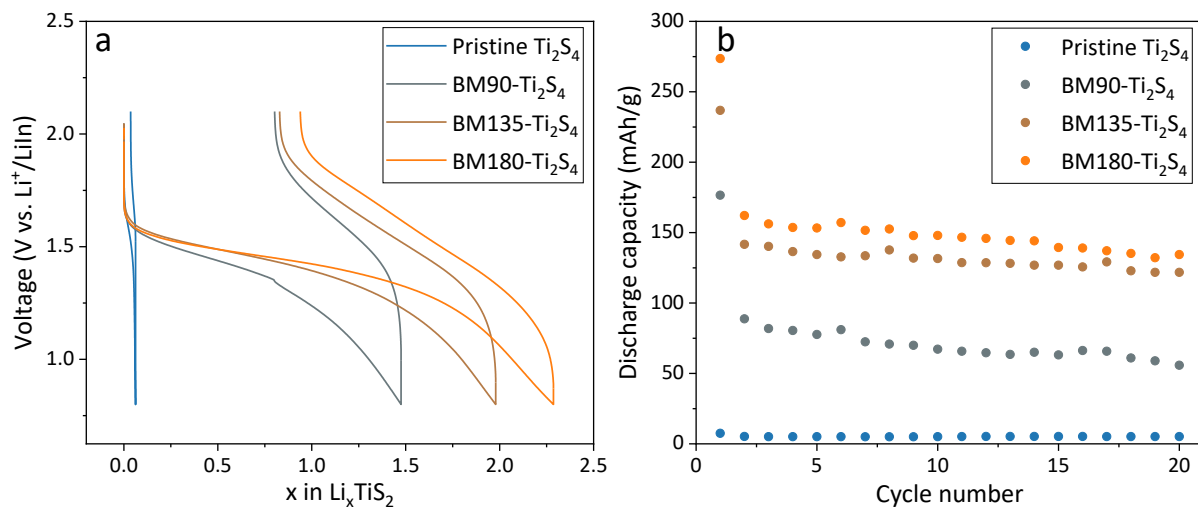 a
Pristine Ti₂S₄
BM90-Ti₂S₄
BM135-Ti₂S₄
BM180-Ti₂S₄
2.5
2.0
1.5
1.0
Voltage (V vs. Li⁺/LiIn)
0.0 0.5 1.0 1.5 2.0 2.5
x in LiₓTiS₂
b
Pristine Ti₂S₄
BM90-Ti₂S₄
BM135-Ti₂S₄
BM180-Ti₂S₄
300
250
200
150
100
50
0
Discharge capacity (mAh/g)
5 10 15 20
Cycle number